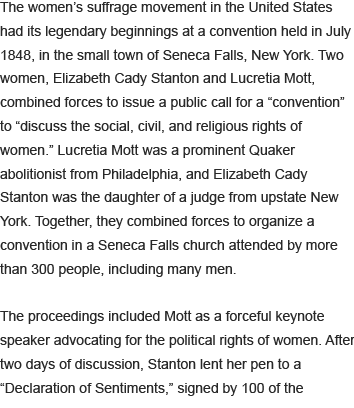 The women’s suffrage movement in the United States
had its legendary beginnings at a convention held in July
1848, in the small town of Seneca Falls, New York. Two
women, Elizabeth Cady Stanton and Lucretia Mott,
combined forces to issue a public call for a “convention”
to “discuss the social, civil, and religious rights of
women.” Lucretia Mott was a prominent Quaker
abolitionist from Philadelphia, and Elizabeth Cady
Stanton was the daughter of a judge from upstate New
York. Together, they combined forces to organize a
convention in a Seneca Falls church attended by more
than 300 people, including many men.

The proceedings included Mott as a forceful keynote
speaker advocating for the political rights of women. After
two days of discussion, Stanton lent her pen to a
“Declaration of Sentiments,” signed by 100 of the